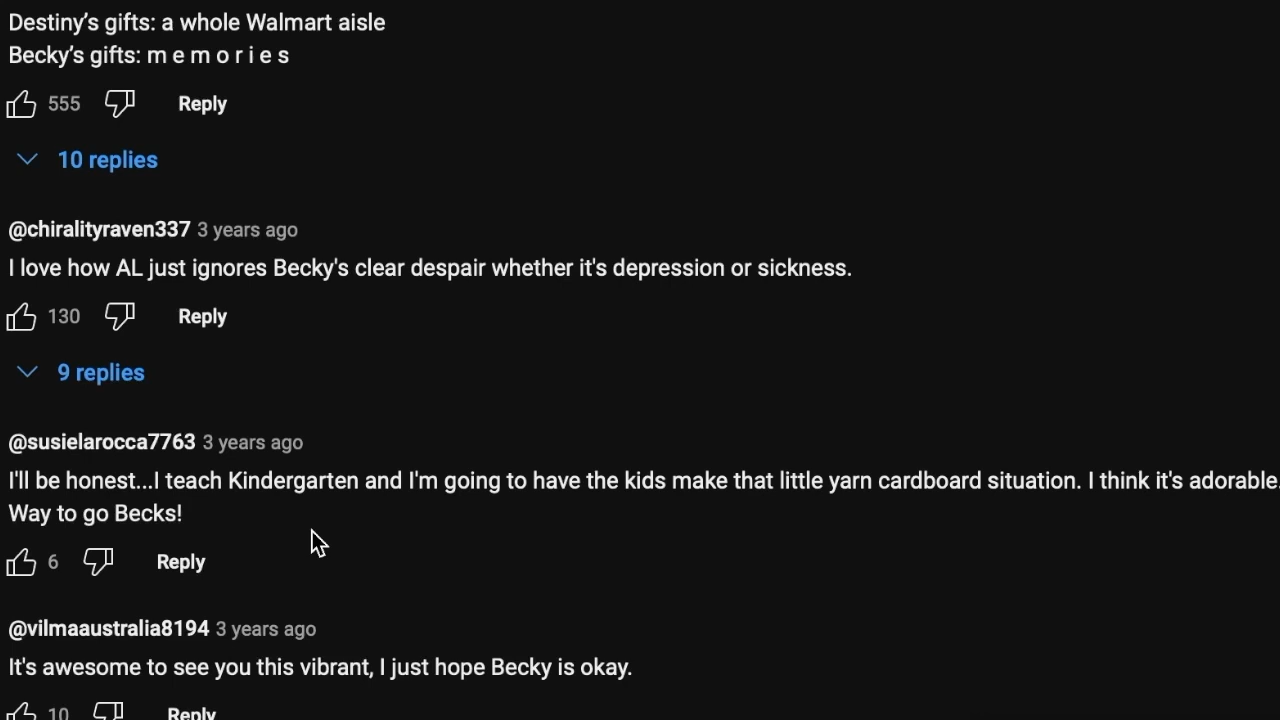 Destiny's gifts: a whole Walmart aisle
Becky's gifts: m e m o r i e s
555 Reply
10 replies
@chiralityraven337 3 years ago
I love how AL just ignores Becky's clear despair whether it's depression or sickness.
130 Reply
9 replies
@susielarocca7763 3 years ago
I'll be honest...I teach Kindergarten and I'm going to have the kids make that little yarn cardboard situation. I think it's adorable.
Way to go Becks!
6 Reply
@vilmaaustralia8194 3 years ago
It's awesome to see you this vibrant, I just hope Becky is okay.
10 Reply